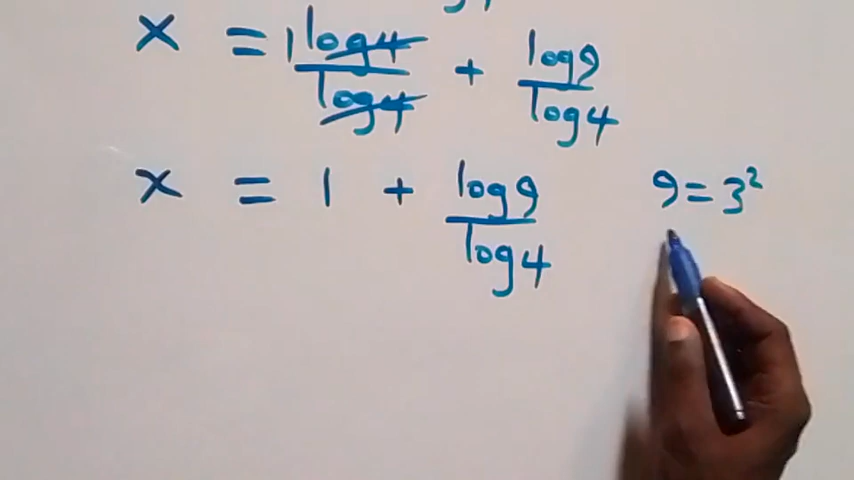 x = 1 log4/log4 + log9/log4
x = 1 + log9/log4 9=3²